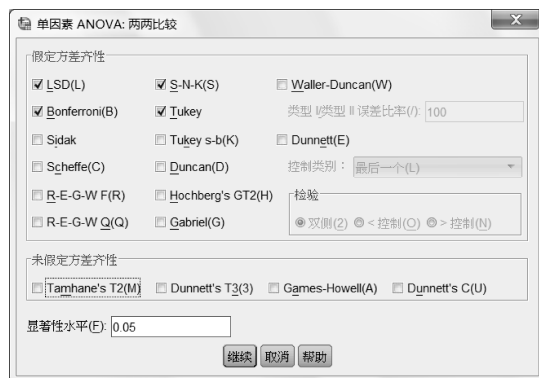 单因素 ANOVA: 两两比较
假定方差齐性
LSD(L) S-N-K(S) Waller-Duncan(W)
Bonferroni(B) Tukey 类型 I/类型 II 误差比率(/): 100
Sidak Tukey s-b(K) Dunnett(E)
Scheffe(C) Duncan(D) 控制类别： 最后一个(L)
R-E-G-W F(R) Hochberg's GT2(H) 检验
R-E-G-W Q(Q) Gabriel(G) 双侧(2) < 控制(O) > 控制(N)
未假定方差齐性
Tamhane's T2(M) Dunnett's T3(3) Games-Howell(A) Dunnett's C(U)
显著性水平(F): 0.05
继续 取消 帮助